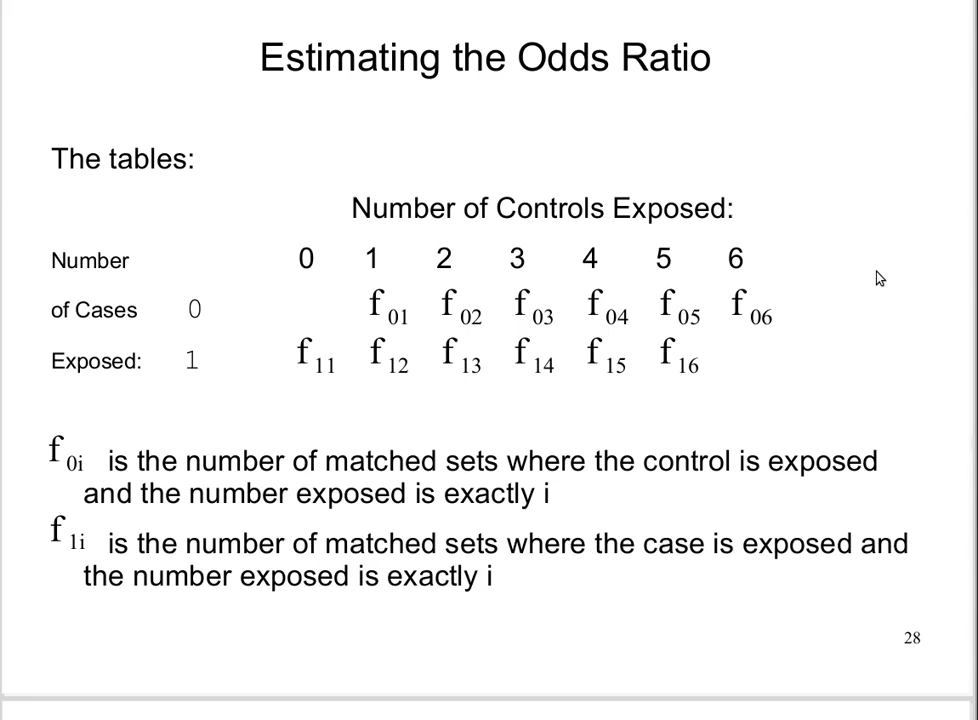 Estimating the Odds Ratio
The tables:
Number of Controls Exposed:
Number 0 1 2 3 4 5 6
of Cases 0 f 01 f 02 f 03 f 04 f 05 f 06
Exposed: 1 f 11 f 12 f 13 f 14 f 15 f 16
f 0i is the number of matched sets where the control is exposed
and the number exposed is exactly i
f 1i is the number of matched sets where the case is exposed and
the number exposed is exactly i
28